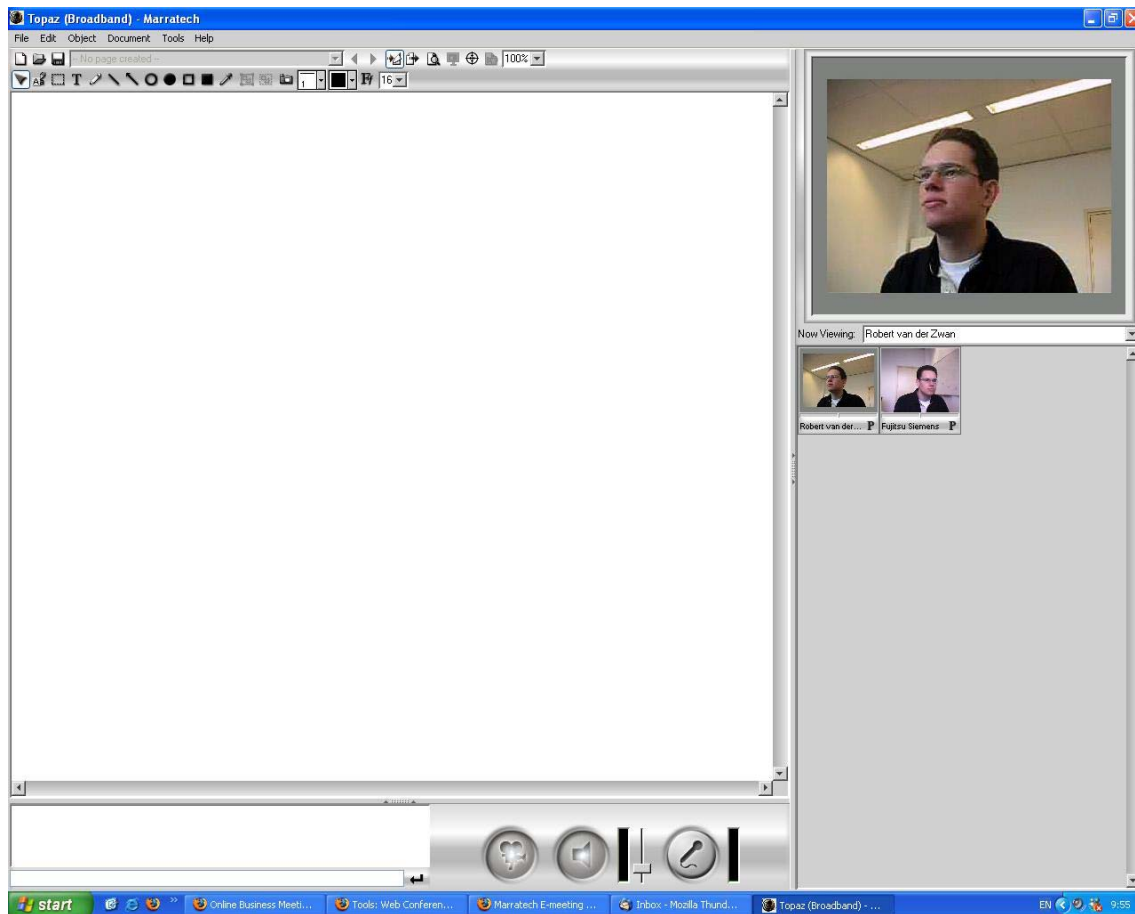 Topaz (Broadband) - Marratech
File Edit Object Document Tools Help
-- No page created --
100%
T
1
16
Now Viewing: Robert van der Zwan
Robert van der... P Fujitsu Siemens P
start
Online Business Meeti...
Tools: Web Conferen...
Marratech E-meeting ...
Inbox - Mozilla Thund...
Topaz (Broadband) - ...
EN
9:55